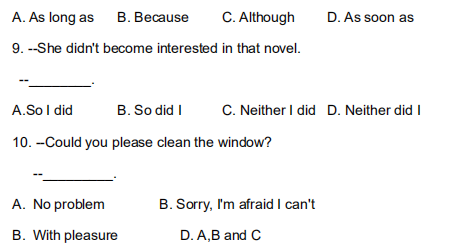 A. As long as B. Because C. Although D. As soon as
9. --She didn't become interested in that novel.
--________.
A.So I did B. So did I C. Neither I did D. Neither did I
10. --Could you please clean the window?
--_________.
A. No problem B. Sorry, I'm afraid I can't
B. With pleasure D. A,B and C